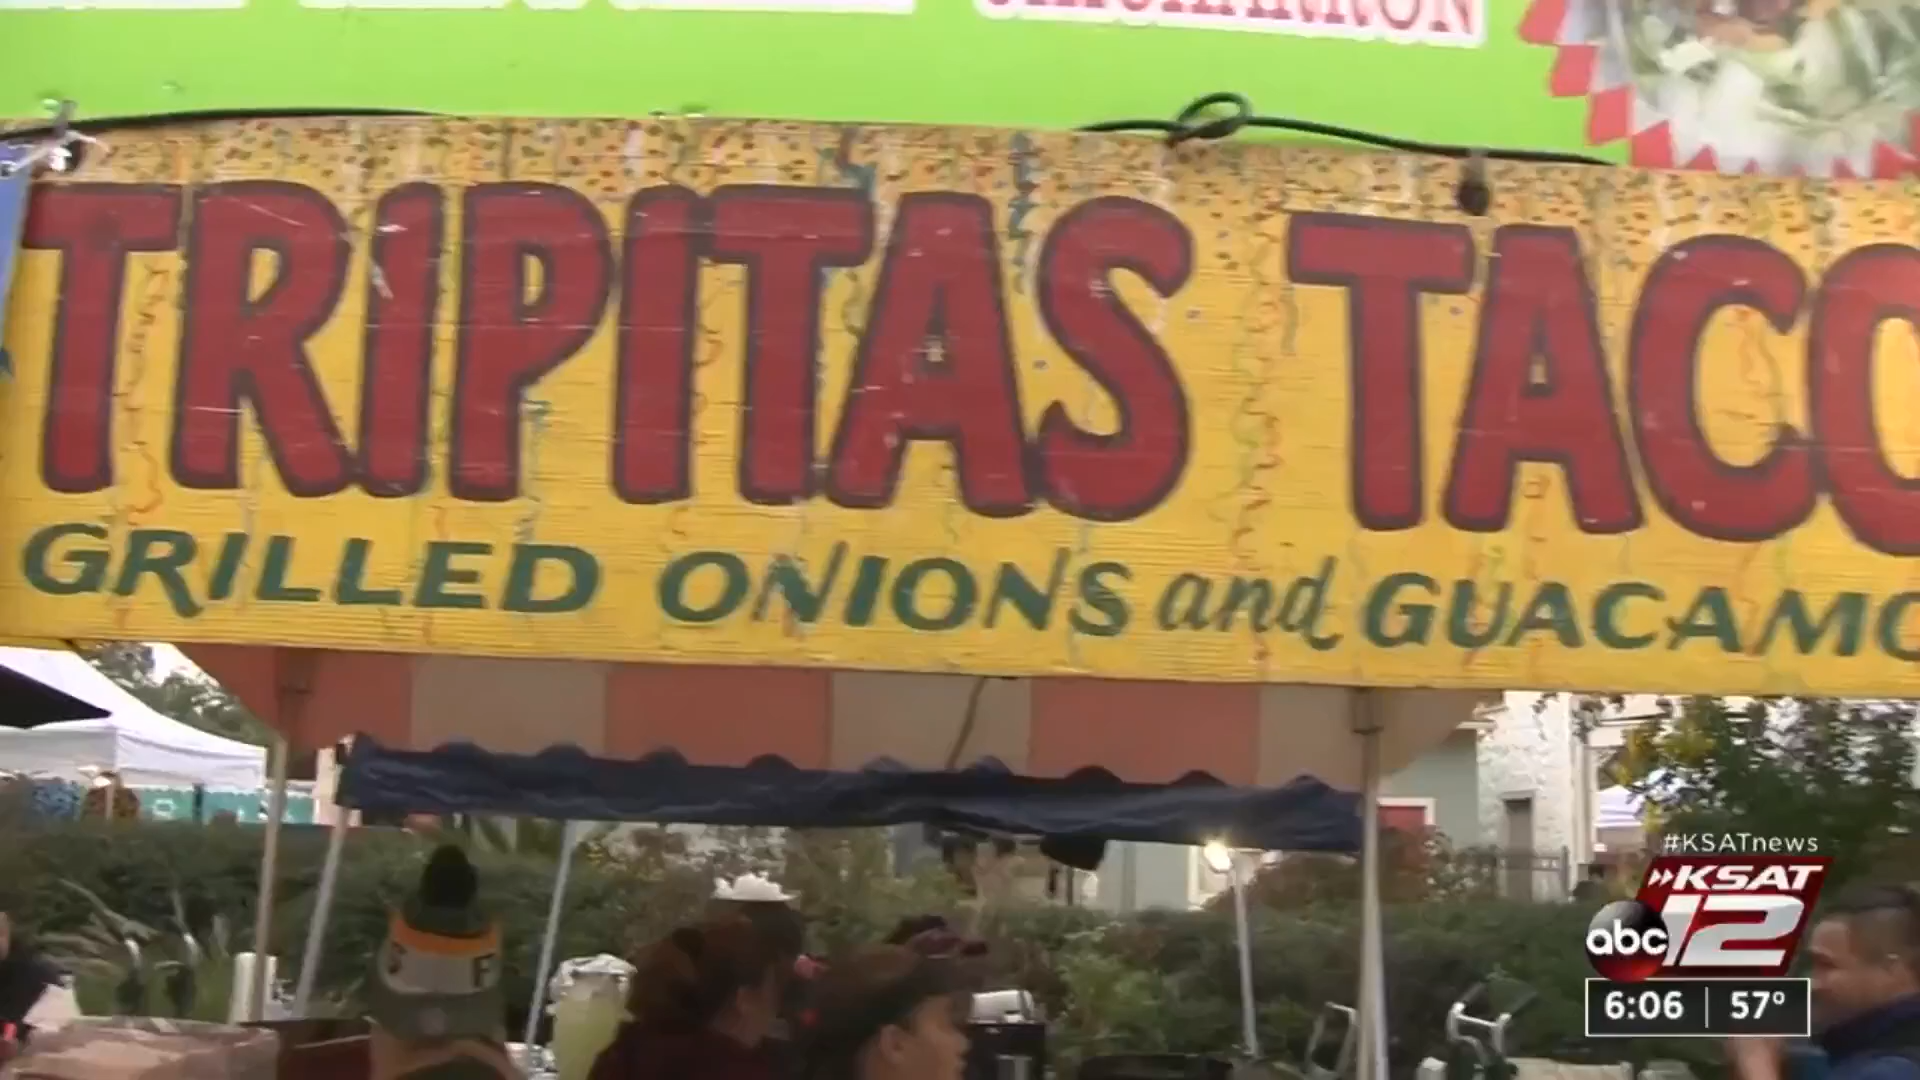 TRIPITAS TACO
GRILLED ONIONS and GUACAMO
#KSATnews
KSAT
abc 12
6:06 57°